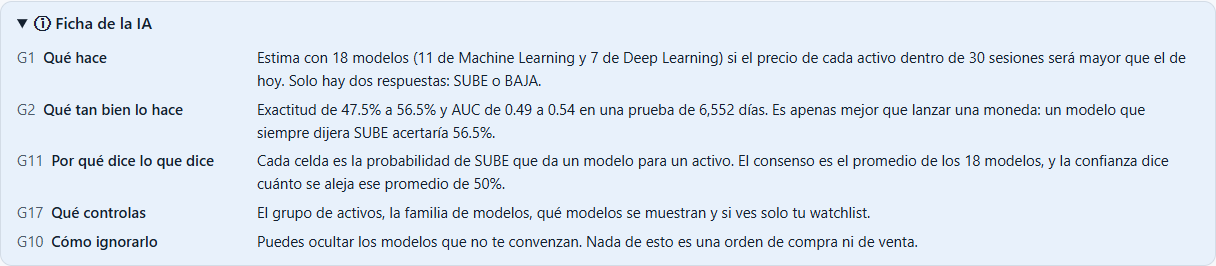 ▼ ⓘ Ficha de la IA
G1 Qué hace
Estima con 18 modelos (11 de Machine Learning y 7 de Deep Learning) si el precio de cada activo dentro de 30 sesiones será mayor que el de
hoy. Solo hay dos respuestas: SUBE o BAJA.
G2 Qué tan bien lo hace
Exactitud de 47.5% a 56.5% y AUC de 0.49 a 0.54 en una prueba de 6,552 días. Es apenas mejor que lanzar una moneda: un modelo que
siempre dijera SUBE acertaría 56.5%.
G11 Por qué dice lo que dice
Cada celda es la probabilidad de SUBE que da un modelo para un activo. El consenso es el promedio de los 18 modelos, y la confianza dice
cuánto se aleja ese promedio de 50%.
G17 Qué controlas
El grupo de activos, la familia de modelos, qué modelos se muestran y si ves solo tu watchlist.
G10 Cómo ignorarlo
Puedes ocultar los modelos que no te convenzan. Nada de esto es una orden de compra ni de venta.